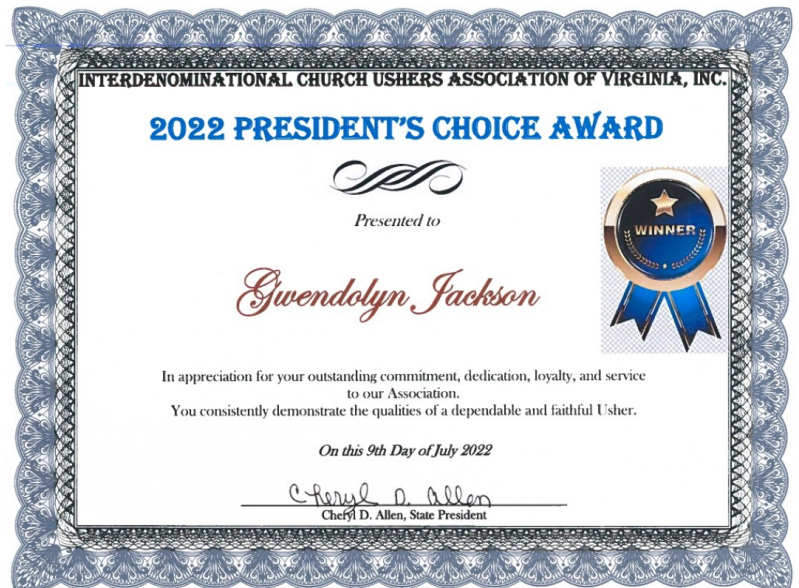 INTERDENOMINATIONAL CHURCH USHERS ASSOCIATION OF VIRGINIA, INC.
2022 PRESIDENT'S CHOICE AWARD
Presented to
WINNER
Gwendolyn Jackson
In appreciation for your outstanding commitment, dedication, loyalty, and service
to our Association.
You consistently demonstrate the qualities of a dependable and faithful Usher.
On this 9th Day of July 2022
Cheryl D. Allen
Cheryl D. Allen, State President